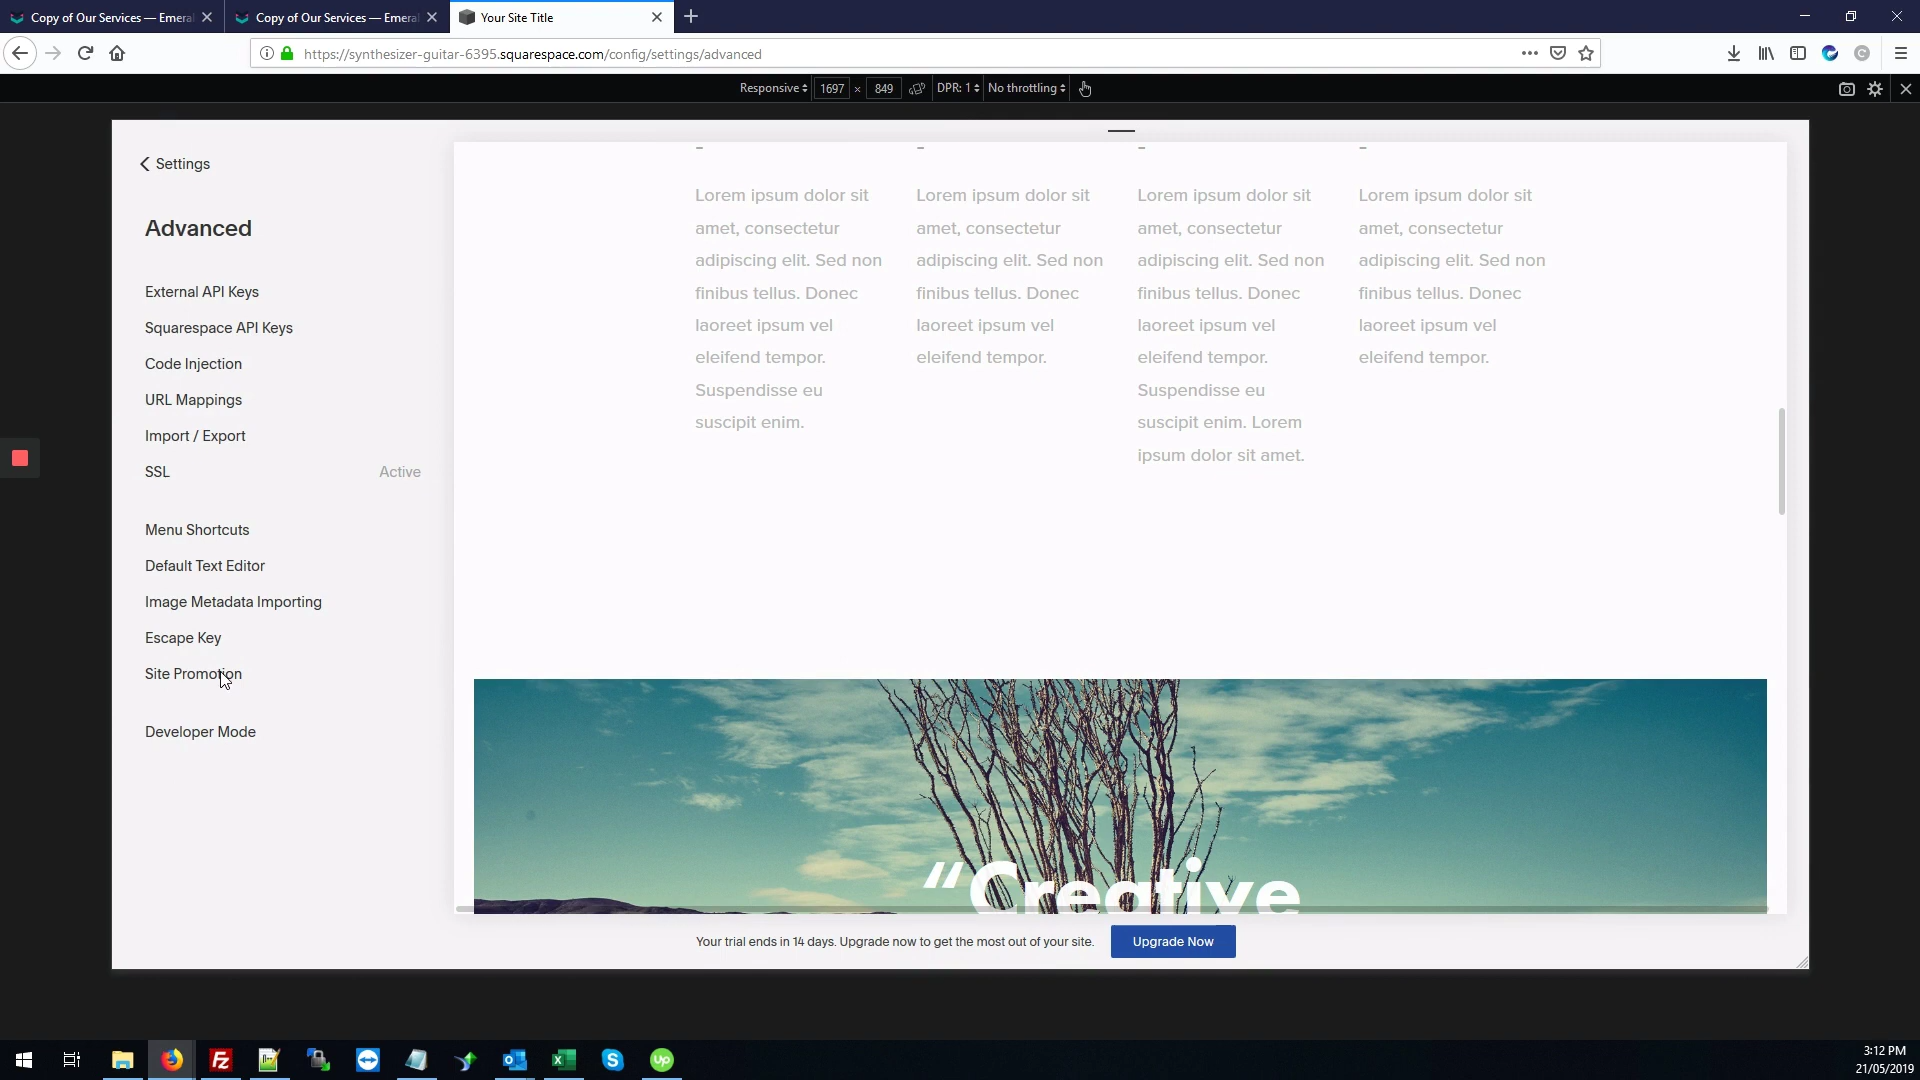 Copy of Our Services — Emeral
Copy of Our Services — Emeral
Your Site Title
https://synthesizer-guitar-6395.squarespace.com/config/settings/advanced
Responsive 1697 × 849 DPR: 1 No throttling
Settings
Advanced
External API Keys
Squarespace API Keys
Code Injection
URL Mappings
Import / Export
SSL Active
Menu Shortcuts
Default Text Editor
Image Metadata Importing
Escape Key
Site Promotion
Developer Mode
Lorem ipsum dolor sit
amet, consectetur
adipiscing elit. Sed non
finibus tellus. Donec
laoreet ipsum vel
eleifend tempor.
Suspendisse eu
suscipit enim.
Lorem ipsum dolor sit
amet, consectetur
adipiscing elit. Sed non
finibus tellus. Donec
laoreet ipsum vel
eleifend tempor.
Lorem ipsum dolor sit
amet, consectetur
adipiscing elit. Sed non
finibus tellus. Donec
laoreet ipsum vel
eleifend tempor.
Suspendisse eu
suscipit enim. Lorem
ipsum dolor sit amet.
Lorem ipsum dolor sit
amet, consectetur
adipiscing elit. Sed non
finibus tellus. Donec
laoreet ipsum vel
eleifend tempor.
“Creative
Your trial ends in 14 days. Upgrade now to get the most out of your site. Upgrade Now
3:12 PM
21/05/2019